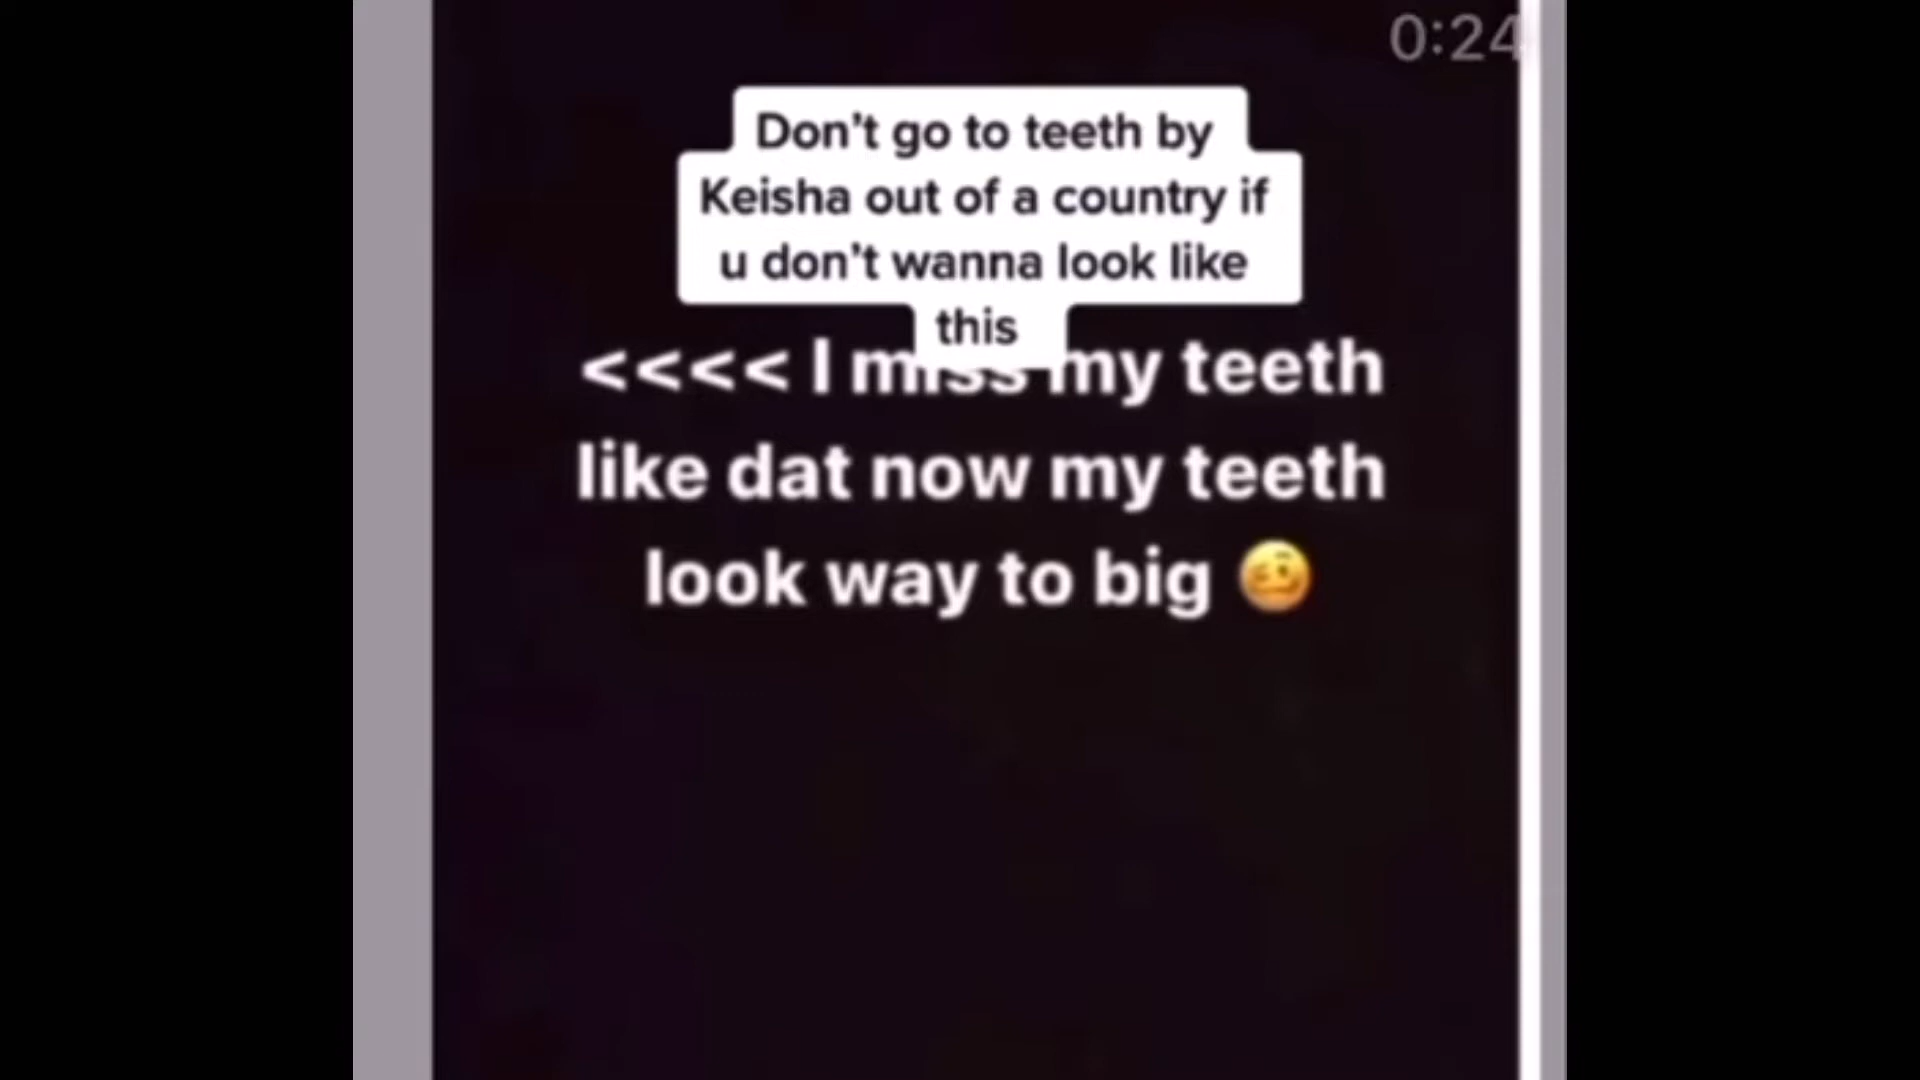 0:24
Don't go to teeth by
Keisha out of a country if
u don't wanna look like
this
<<<< I miss my teeth
like dat now my teeth
look way to big 🥴